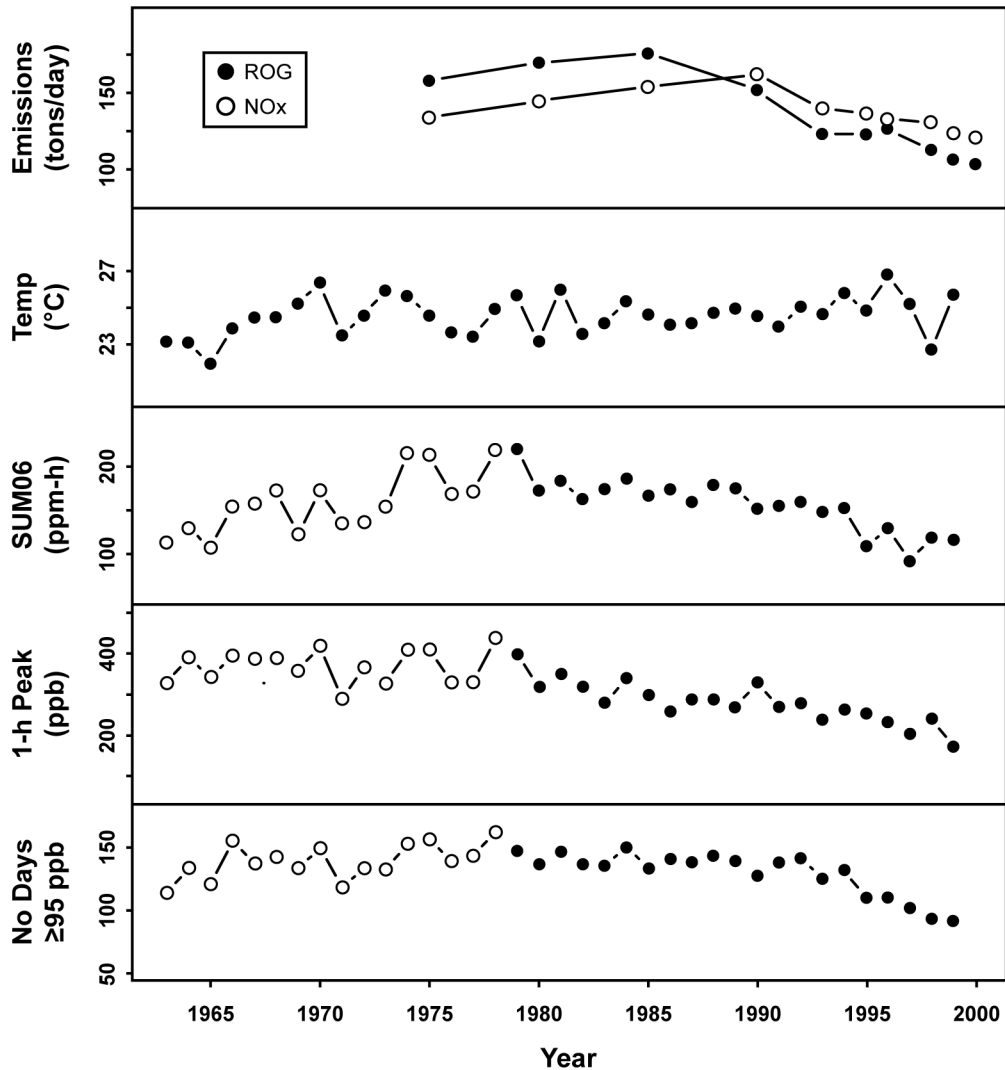 Emissions
(tons/day)
150
100
ROG
NOx
Temp
(°C)
27
23
SUM06
(ppm-h)
200
100
1-h Peak
(ppb)
400
200
No Days
≥95 ppb
150
100
50
1965 1970 1975 1980 1985 1990 1995 2000
Year